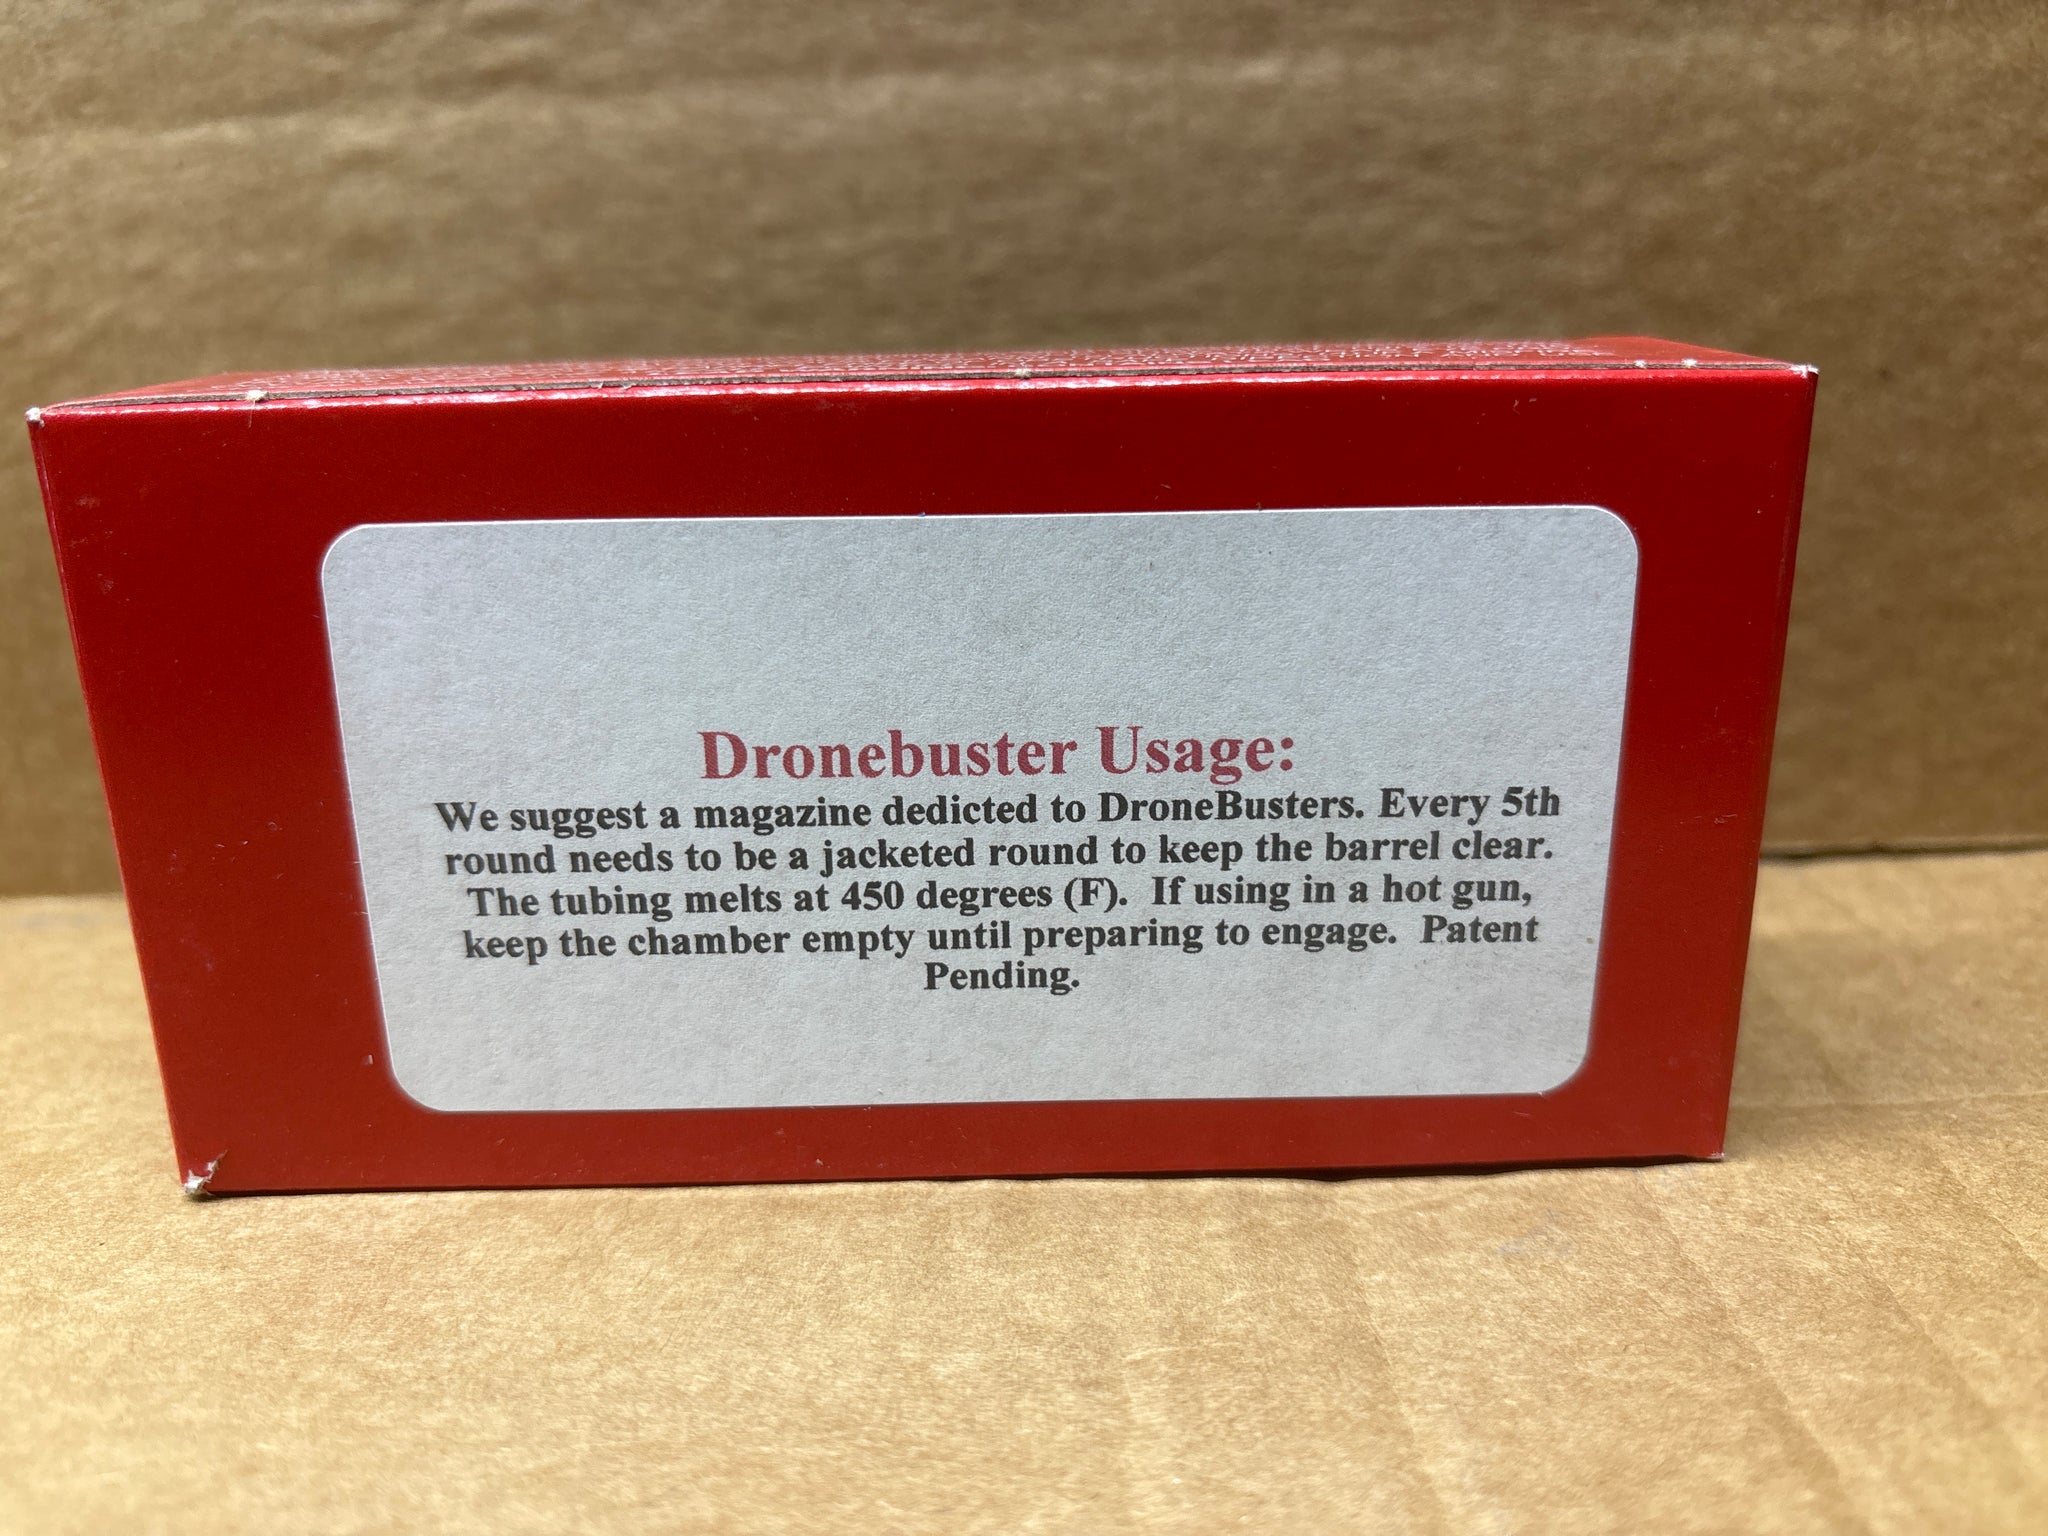 Dronebuster Usage:
We suggest a magazine dedicted to DroneBusters. Every 5th
round needs to be a jacketed round to keep the barrel clear.
The tubing melts at 450 degrees (F). If using in a hot gun,
keep the chamber empty until preparing to engage. Patent
Pending.